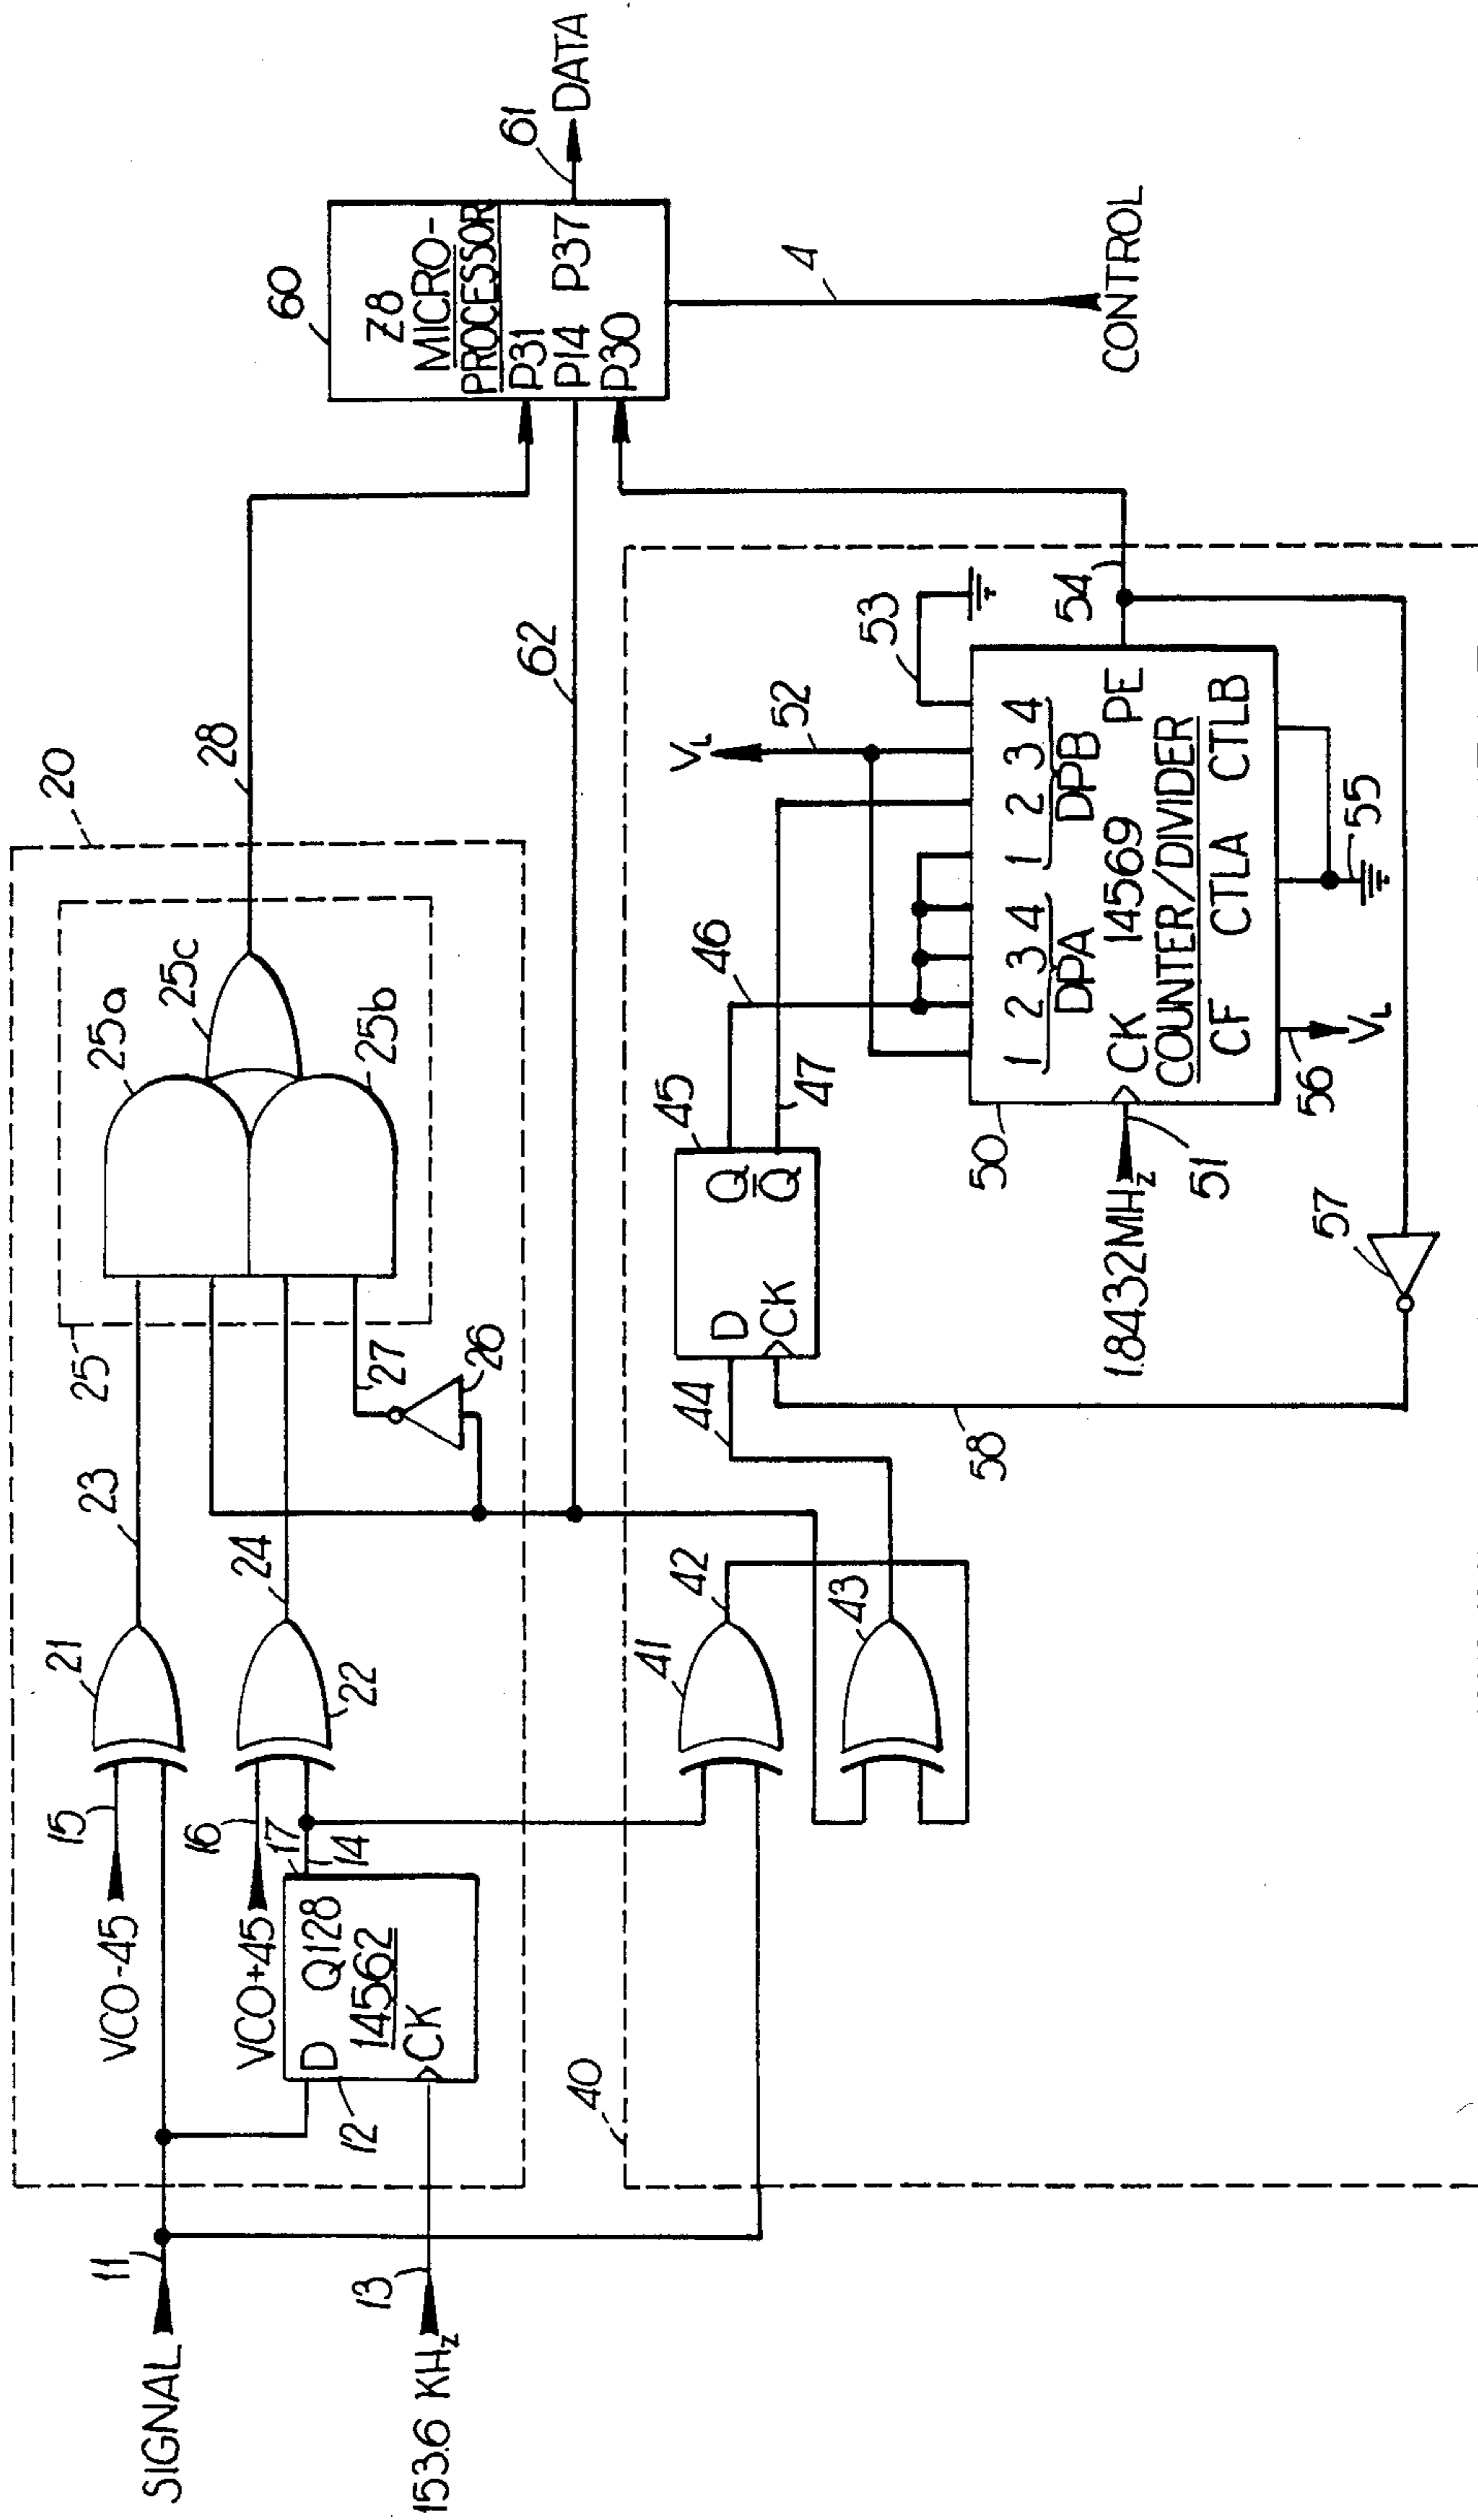 20
25
25a
25c
28
21
23
15
VCO-45
11
SIGNAL
16
VCO+45
22
24
25b
17
14
27
26
D Q128
14562
CK
12
13
153.6 KHz
60
Z8
MICRO-
PROCESSOR
P31
P14 P37
P30
61
DATA
62
4
CONTROL
40
41
42
43
44
45
D Q
CK Q̅
46
47
52
VL
53
50
1 2 3 4 1 2 3 4
DPA DPB
CK 14569 PE
COUNTER/DIVIDER
CF CTLA CTLB
54
1.8432MHz
51
56
VL
55
57
58